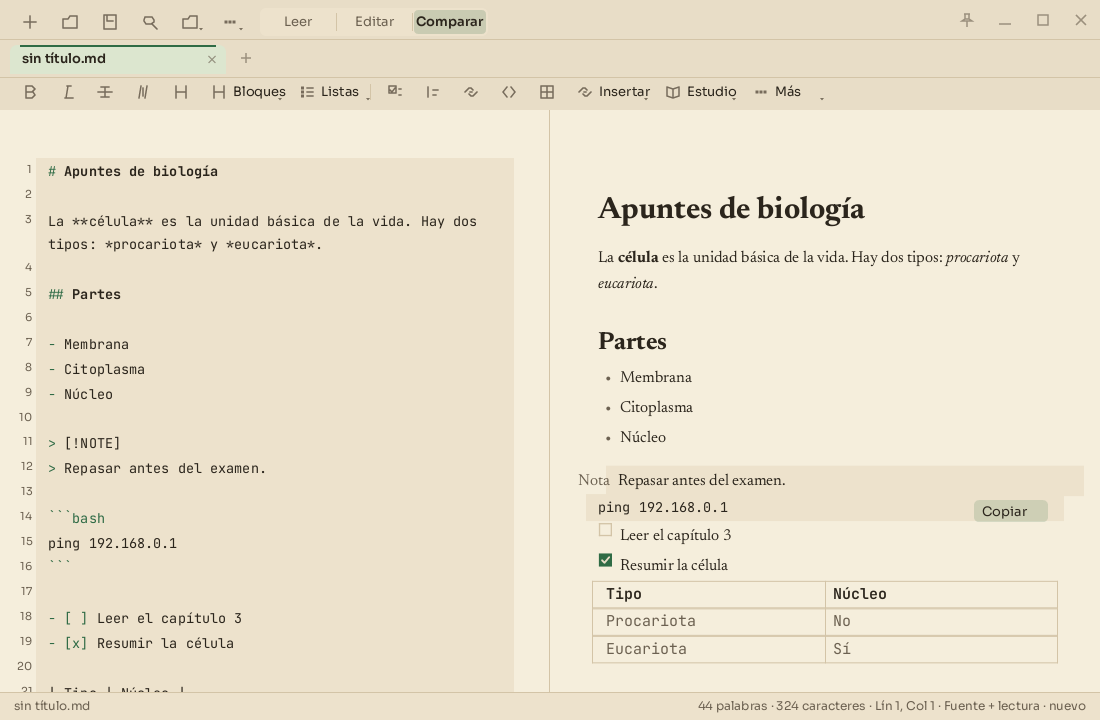 Leer Editar Comparar
sin título.md
Bloques Listas Insertar Estudio Más
1 # Apuntes de biología
2
3 La **célula** es la unidad básica de la vida. Hay dos
tipos: *procariota* y *eucariota*.
4
5 ## Partes
6
7 - Membrana
8 - Citoplasma
9 - Núcleo
10
11 > [!NOTE]
12 > Repasar antes del examen.
13
14 ```bash
15 ping 192.168.0.1
16 ```
17
18 - [ ] Leer el capítulo 3
19 - [x] Resumir la célula
20
21 | Tipo | Núcleo |
Apuntes de biología
La célula es la unidad básica de la vida. Hay dos tipos: procariota y
eucariota.
Partes
• Membrana
• Citoplasma
• Núcleo
Nota Repasar antes del examen.
ping 192.168.0.1 Copiar
Leer el capítulo 3
Resumir la célula
Tipo Núcleo
Procariota No
Eucariota Sí
sin título.md 44 palabras · 324 caracteres · Lín 1, Col 1 · Fuente + lectura · nuevo